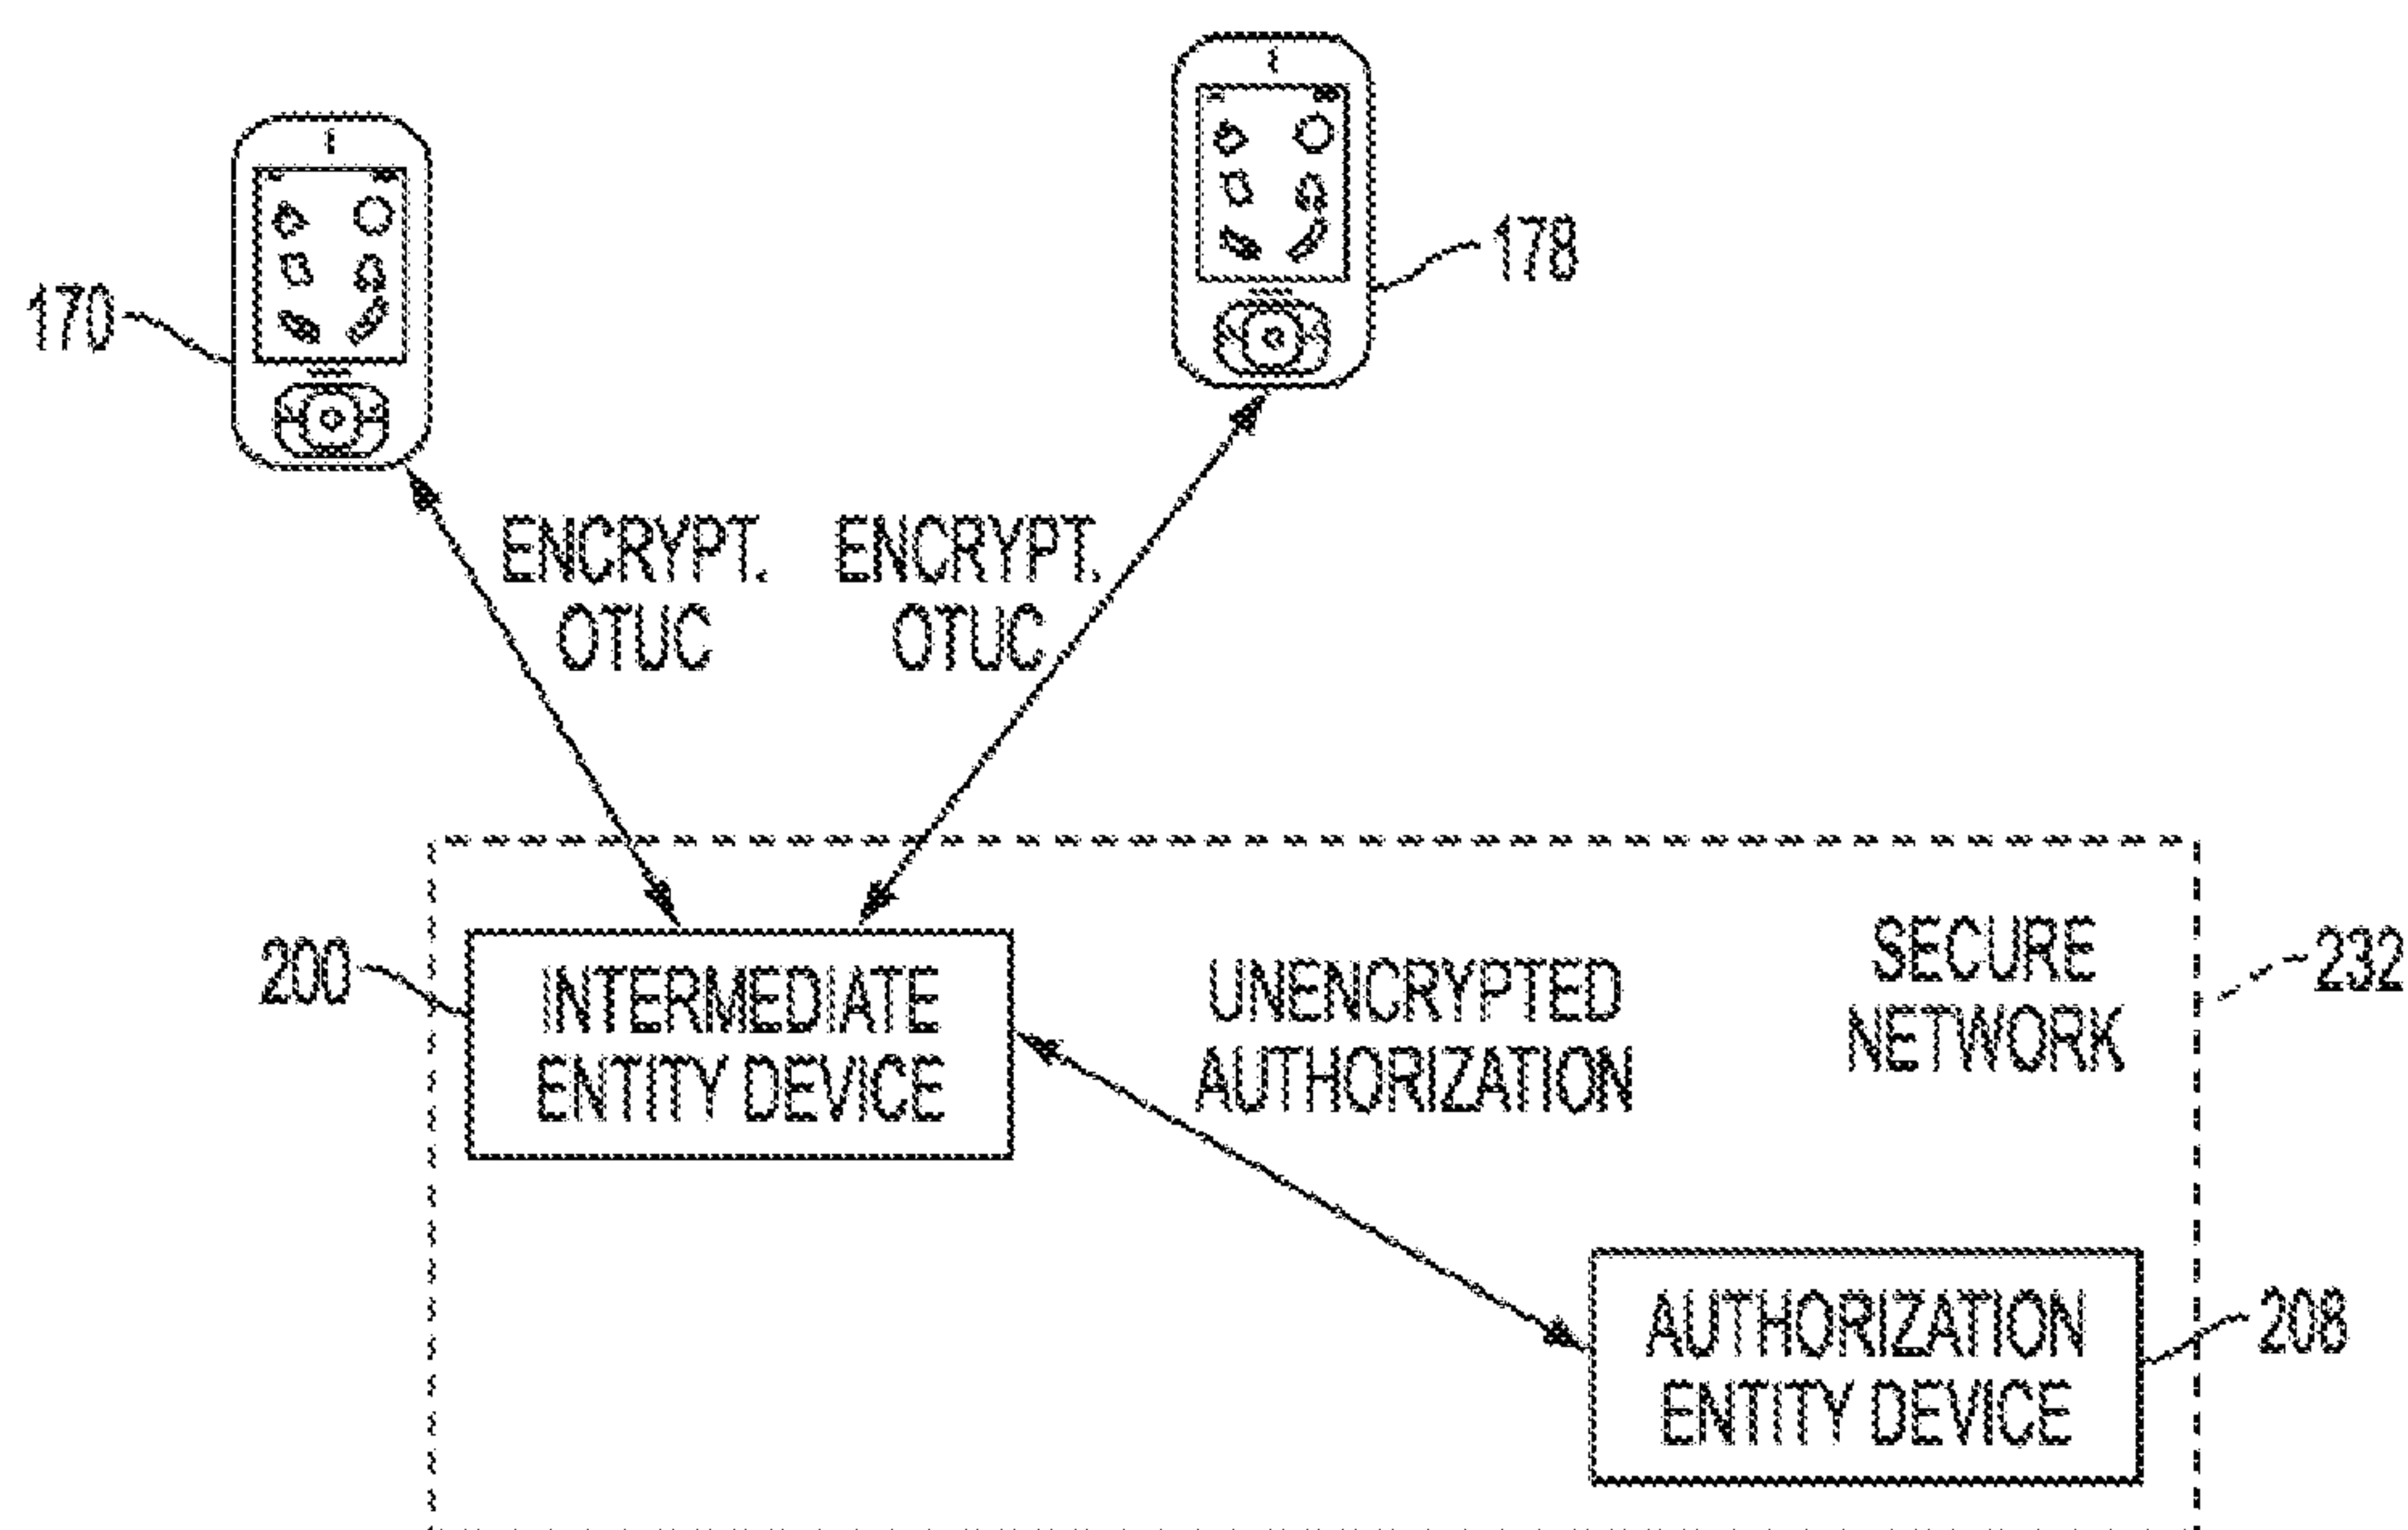 178
170
ENCRYPT. ENCRYPT.
OTUC OTUC
200
INTERMEDIATE
ENTITY DEVICE
UNENCRYPTED
AUTHORIZATION
SECURE
NETWORK
232
AUTHORIZATION
ENTITY DEVICE
208